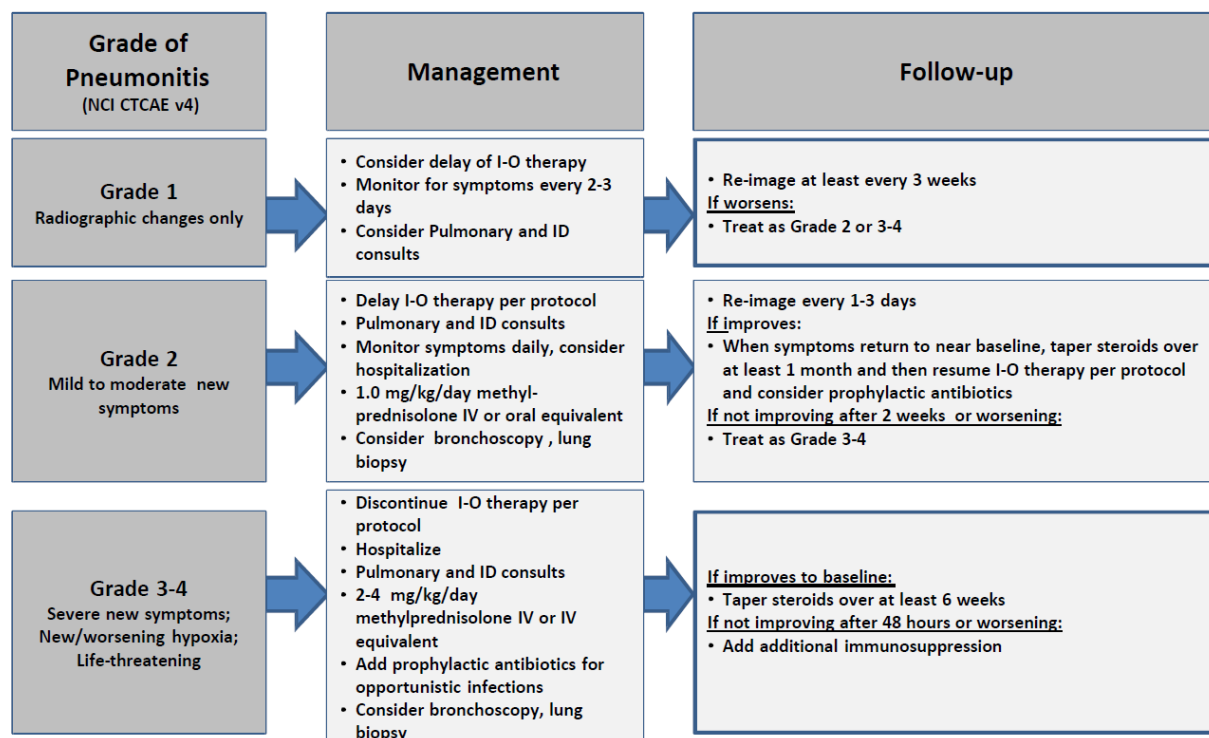 Grade of
Pneumonitis
(NCI CTCAE v4)
Management
Follow-up
Grade 1
Radiographic changes only
• Consider delay of I-O therapy
• Monitor for symptoms every 2-3
days
• Consider Pulmonary and ID
consults
• Re-image at least every 3 weeks
If worsens:
• Treat as Grade 2 or 3-4
Grade 2
Mild to moderate new
symptoms
• Delay I-O therapy per protocol
• Pulmonary and ID consults
• Monitor symptoms daily, consider
hospitalization
• 1.0 mg/kg/day methyl-
prednisolone IV or oral equivalent
• Consider bronchoscopy , lung
biopsy
• Re-image every 1-3 days
If improves:
• When symptoms return to near baseline, taper steroids over
at least 1 month and then resume I-O therapy per protocol
and consider prophylactic antibiotics
If not improving after 2 weeks or worsening:
• Treat as Grade 3-4
Grade 3-4
Severe new symptoms;
New/worsening hypoxia;
Life-threatening
• Discontinue I-O therapy per
protocol
• Hospitalize
• Pulmonary and ID consults
• 2-4 mg/kg/day
methylprednisolone IV or IV
equivalent
• Add prophylactic antibiotics for
opportunistic infections
• Consider bronchoscopy, lung
biopsy
If improves to baseline:
• Taper steroids over at least 6 weeks
If not improving after 48 hours or worsening:
• Add additional immunosuppression